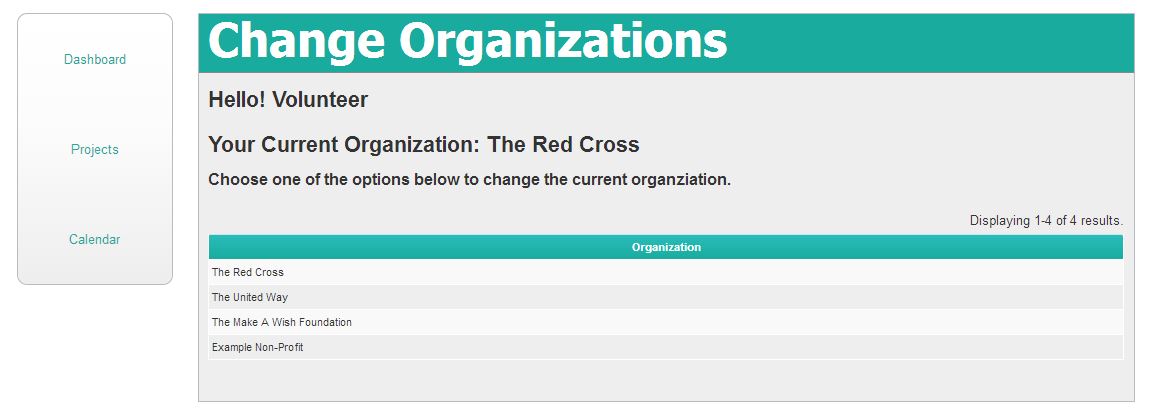 Dashboard
Projects
Calendar
Change Organizations
Hello! Volunteer
Your Current Organization: The Red Cross
Choose one of the options below to change the current organziation.
Displaying 1-4 of 4 results.
Organization
The Red Cross
The United Way
The Make A Wish Foundation
Example Non-Profit